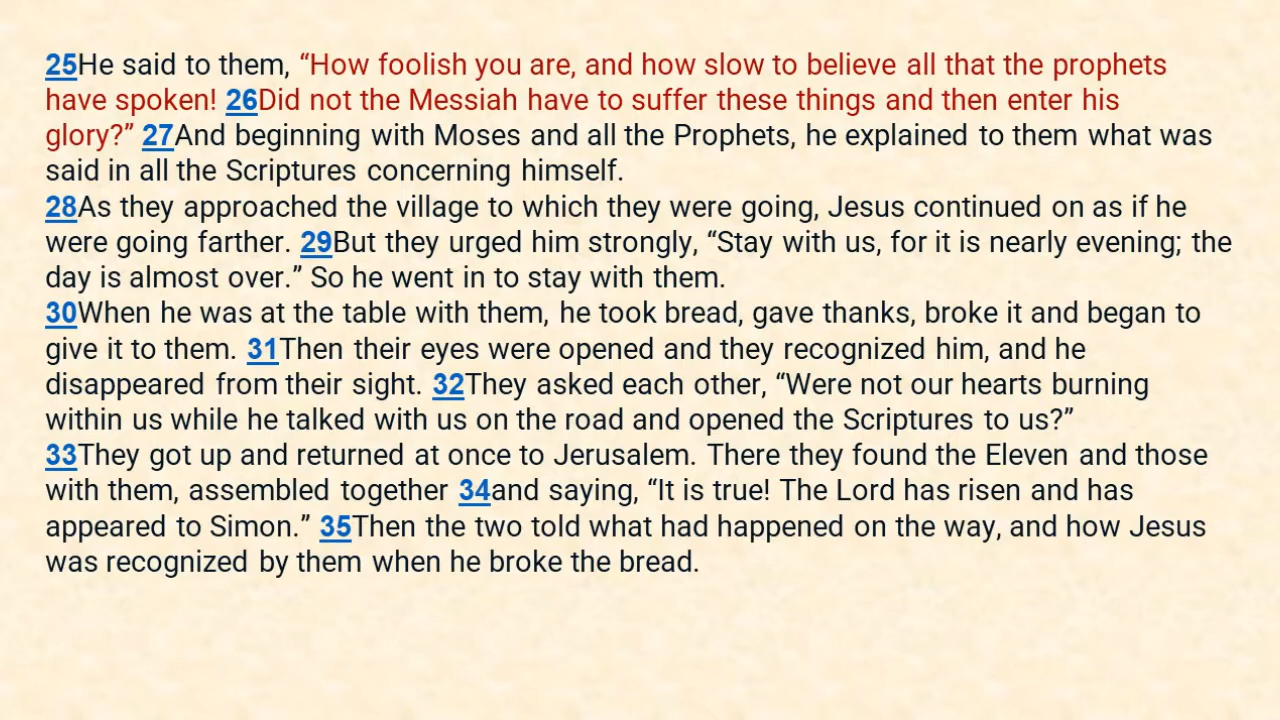 25He said to them, “How foolish you are, and how slow to believe all that the prophets
have spoken! 26Did not the Messiah have to suffer these things and then enter his
glory?” 27And beginning with Moses and all the Prophets, he explained to them what was
said in all the Scriptures concerning himself.
28As they approached the village to which they were going, Jesus continued on as if he
were going farther. 29But they urged him strongly, “Stay with us, for it is nearly evening; the
day is almost over.” So he went in to stay with them.
30When he was at the table with them, he took bread, gave thanks, broke it and began to
give it to them. 31Then their eyes were opened and they recognized him, and he
disappeared from their sight. 32They asked each other, “Were not our hearts burning
within us while he talked with us on the road and opened the Scriptures to us?”
33They got up and returned at once to Jerusalem. There they found the Eleven and those
with them, assembled together 34and saying, “It is true! The Lord has risen and has
appeared to Simon.” 35Then the two told what had happened on the way, and how Jesus
was recognized by them when he broke the bread.